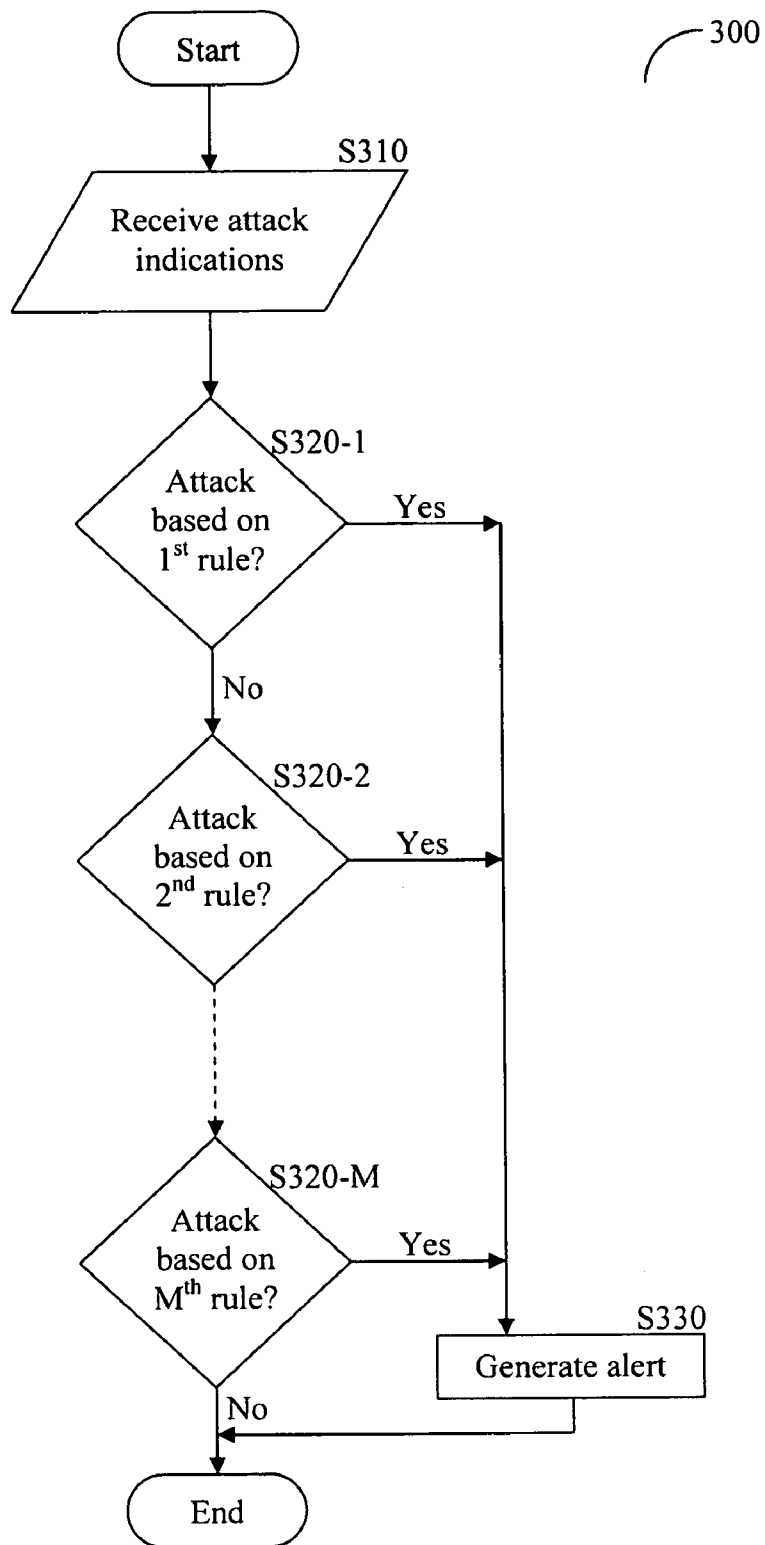 300
Start
S310
Receive attack
indications
S320-1
Attack
based on
1st rule?
Yes
No
S320-2
Attack
based on
2nd rule?
Yes
S320-M
Attack
based on
Mth rule?
Yes
S330
Generate alert
No
End